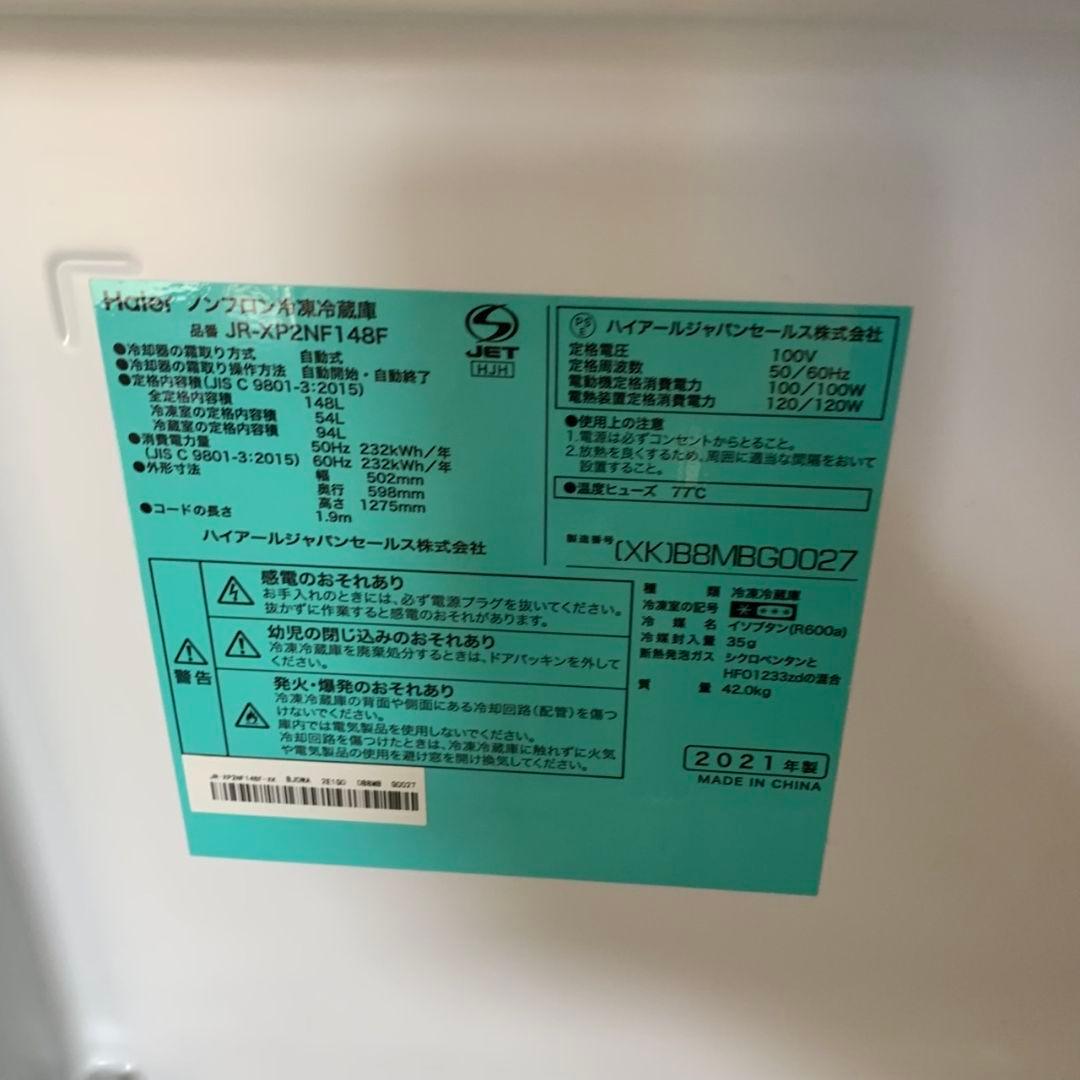 Haier ノンフロン冷凍冷蔵庫
品番 JR-XP2NF148F
●冷却器の霜取り方式 自動式
●冷却器の霜取り操作方法 自動開始・自動終了
●定格内容積(JIS C 9801-3:2015)
全定格内容積 148L
冷凍室の定格内容積 54L
冷蔵室の定格内容積 94L
●消費電力量 50Hz 232kWh/年
(JIS C 9801-3:2015) 60Hz 232kWh/年
●外形寸法 幅 502mm
奥行 598mm
高さ 1275mm
●コードの長さ 1.9m
ハイアールジャパンセールス株式会社
S
JET
HJH
PS
E
ハイアールジャパンセールス株式会社
定格電圧 100V
定格周波数 50/60Hz
電動機定格消費電力 100/100W
電熱装置定格消費電力 120/120W
●使用上の注意
1.電源は必ずコンセントからとること。
2.放熱を良くするため、周囲に適当な間隔をおいて
設置すること。
●温度ヒューズ 77℃
製造番号 (XK)B8MBG0027
警告
感電のおそれあり
お手入れのときには、必ず電源プラグを抜いてください。
抜かずに作業すると感電のおそれがあります。
幼児の閉じ込みのおそれあり
冷凍冷蔵庫を廃棄処分するときは、ドアパッキンを外して
ください。
発火・爆発のおそれあり
冷凍冷蔵庫の背面や側面にある冷却回路(配管)を傷つ
けないでください。
庫内では電気製品を使用しないでください。
冷却回路を傷つけたときは、冷凍冷蔵庫に触れずに火気
や電気製品の使用を避け窓を開け換気してください。
種類 冷凍冷蔵庫
冷凍室の記号
冷媒名 イソブタン(R600a)
冷媒封入量 35g
断熱発泡ガス シクロペンタンと
HFO1233zdの混合
質量 42.0kg
2021年製
MADE IN CHINA
JR-XP2NF148F-XK 2E1G0 G0027